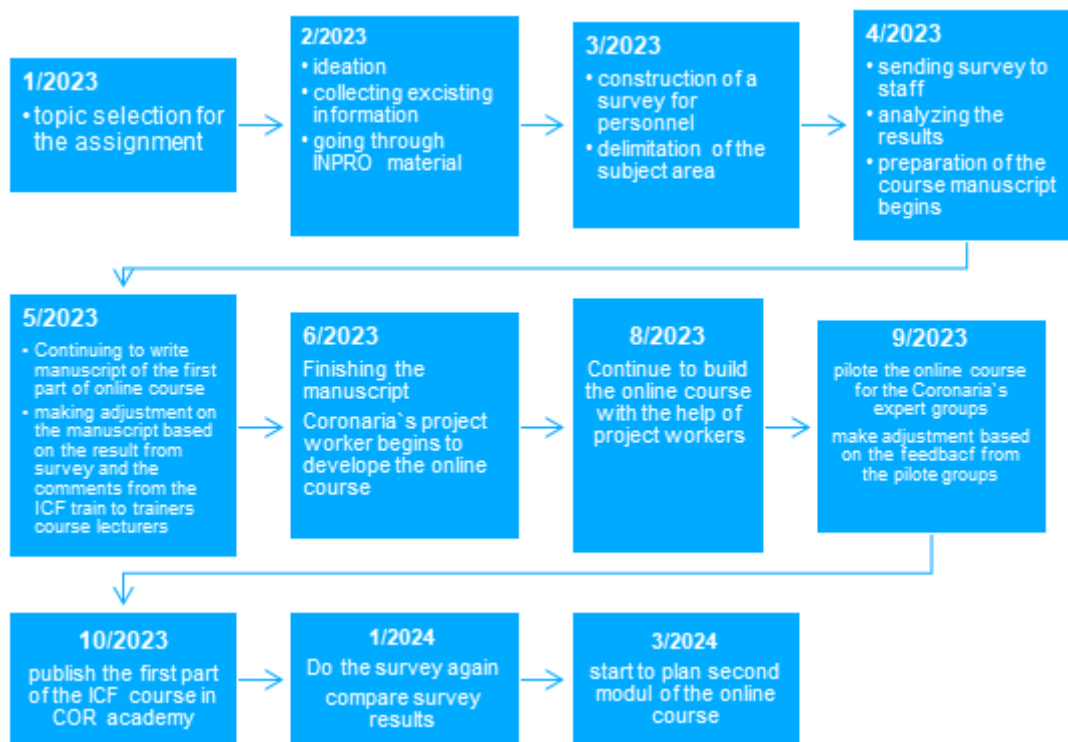 1/2023
• topic selection for
the assignment
2/2023
• ideation
• collecting excisting
information
• going through
INPRO material
3/2023
• construction of a
survey for
personnel
• delimitation of the
subject area
4/2023
• sending survey to
staff
• analyzing the
results
• preparation of the
course manuscript
begins
5/2023
• Continuing to write
manuscript of the first
part of online course
• making adjustment on
the manuscript based
on the result from
survey and the
comments from the
ICF train to trainers
course lecturers
6/2023
Finishing the
manuscript
Coronaria`s project
worker begins to
develope the online
course
8/2023
Continue to build
the online course
with the help of
project workers
9/2023
pilote the online course
for the Coronaria`s
expert groups
make adjustment based
on the feedbacf from
the pilote groups
10/2023
publish the first part
of the ICF course in
COR academy
1/2024
Do the survey again
compare survey
results
3/2024
start to plan second
modul of the online
course